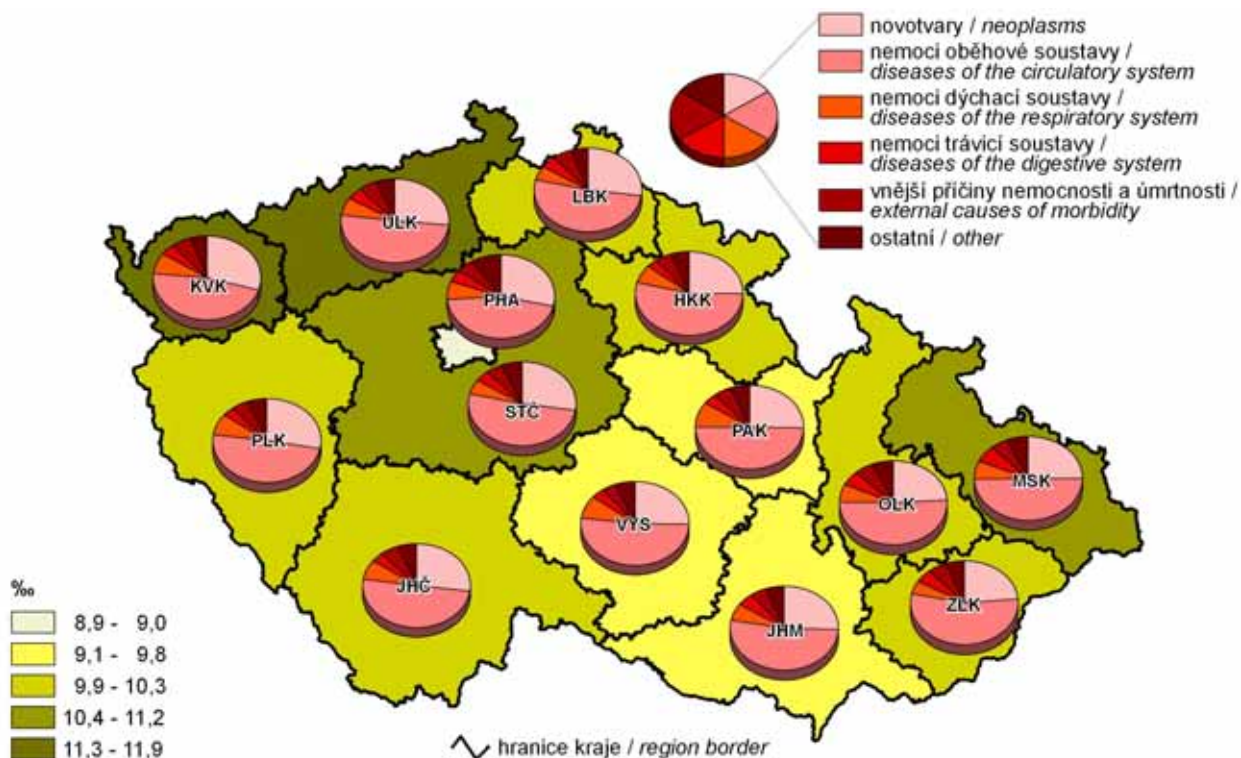 novotvary / neoplasms
nemoci oběhové soustavy /
diseases of the circulatory system
nemoci dýchací soustavy /
diseases of the respiratory system
nemoci trávicí soustavy /
diseases of the digestive system
vnější příčiny nemocnosti a úmrtnosti /
external causes of morbidity
ostatní / other
LBK
ULK
KVK
PHA
HKK
STČ
PLK
PAK
MSK
OLK
VYS
JHČ
ZLK
JHM
‰
8,9 - 9,0
9,1 - 9,8
9,9 - 10,3
10,4 - 11,2
11,3 - 11,9
hranice kraje / region border